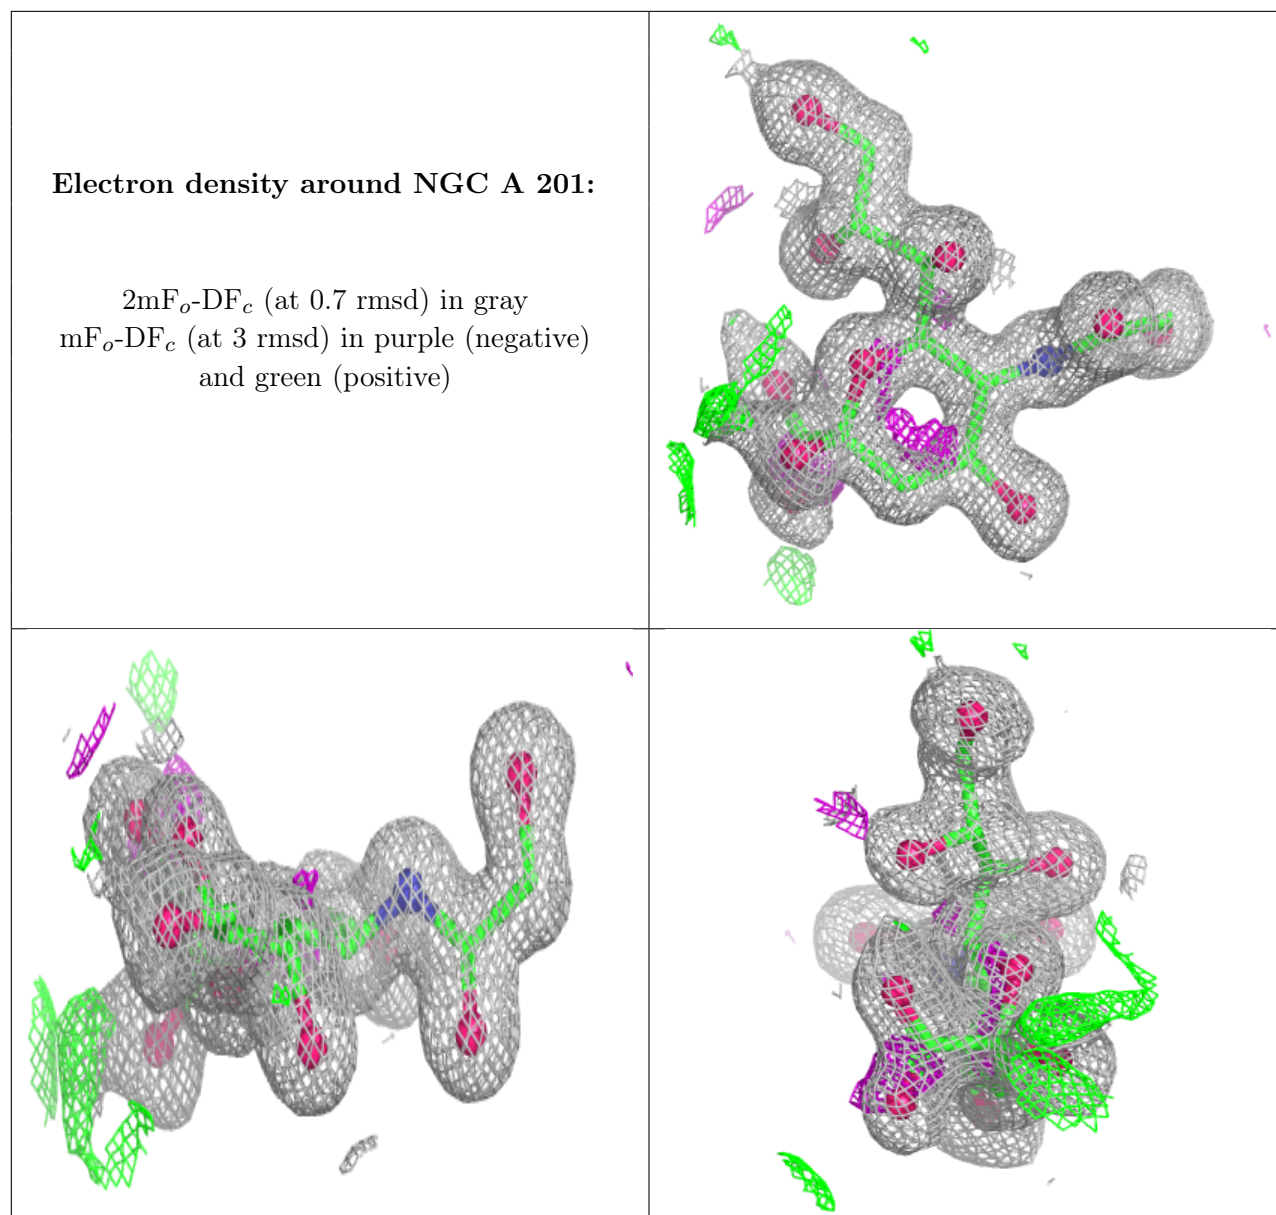 Electron density around NGC A 201:
2mFo-DFc (at 0.7 rmsd) in gray
mFo-DFc (at 3 rmsd) in purple (negative)
and green (positive)